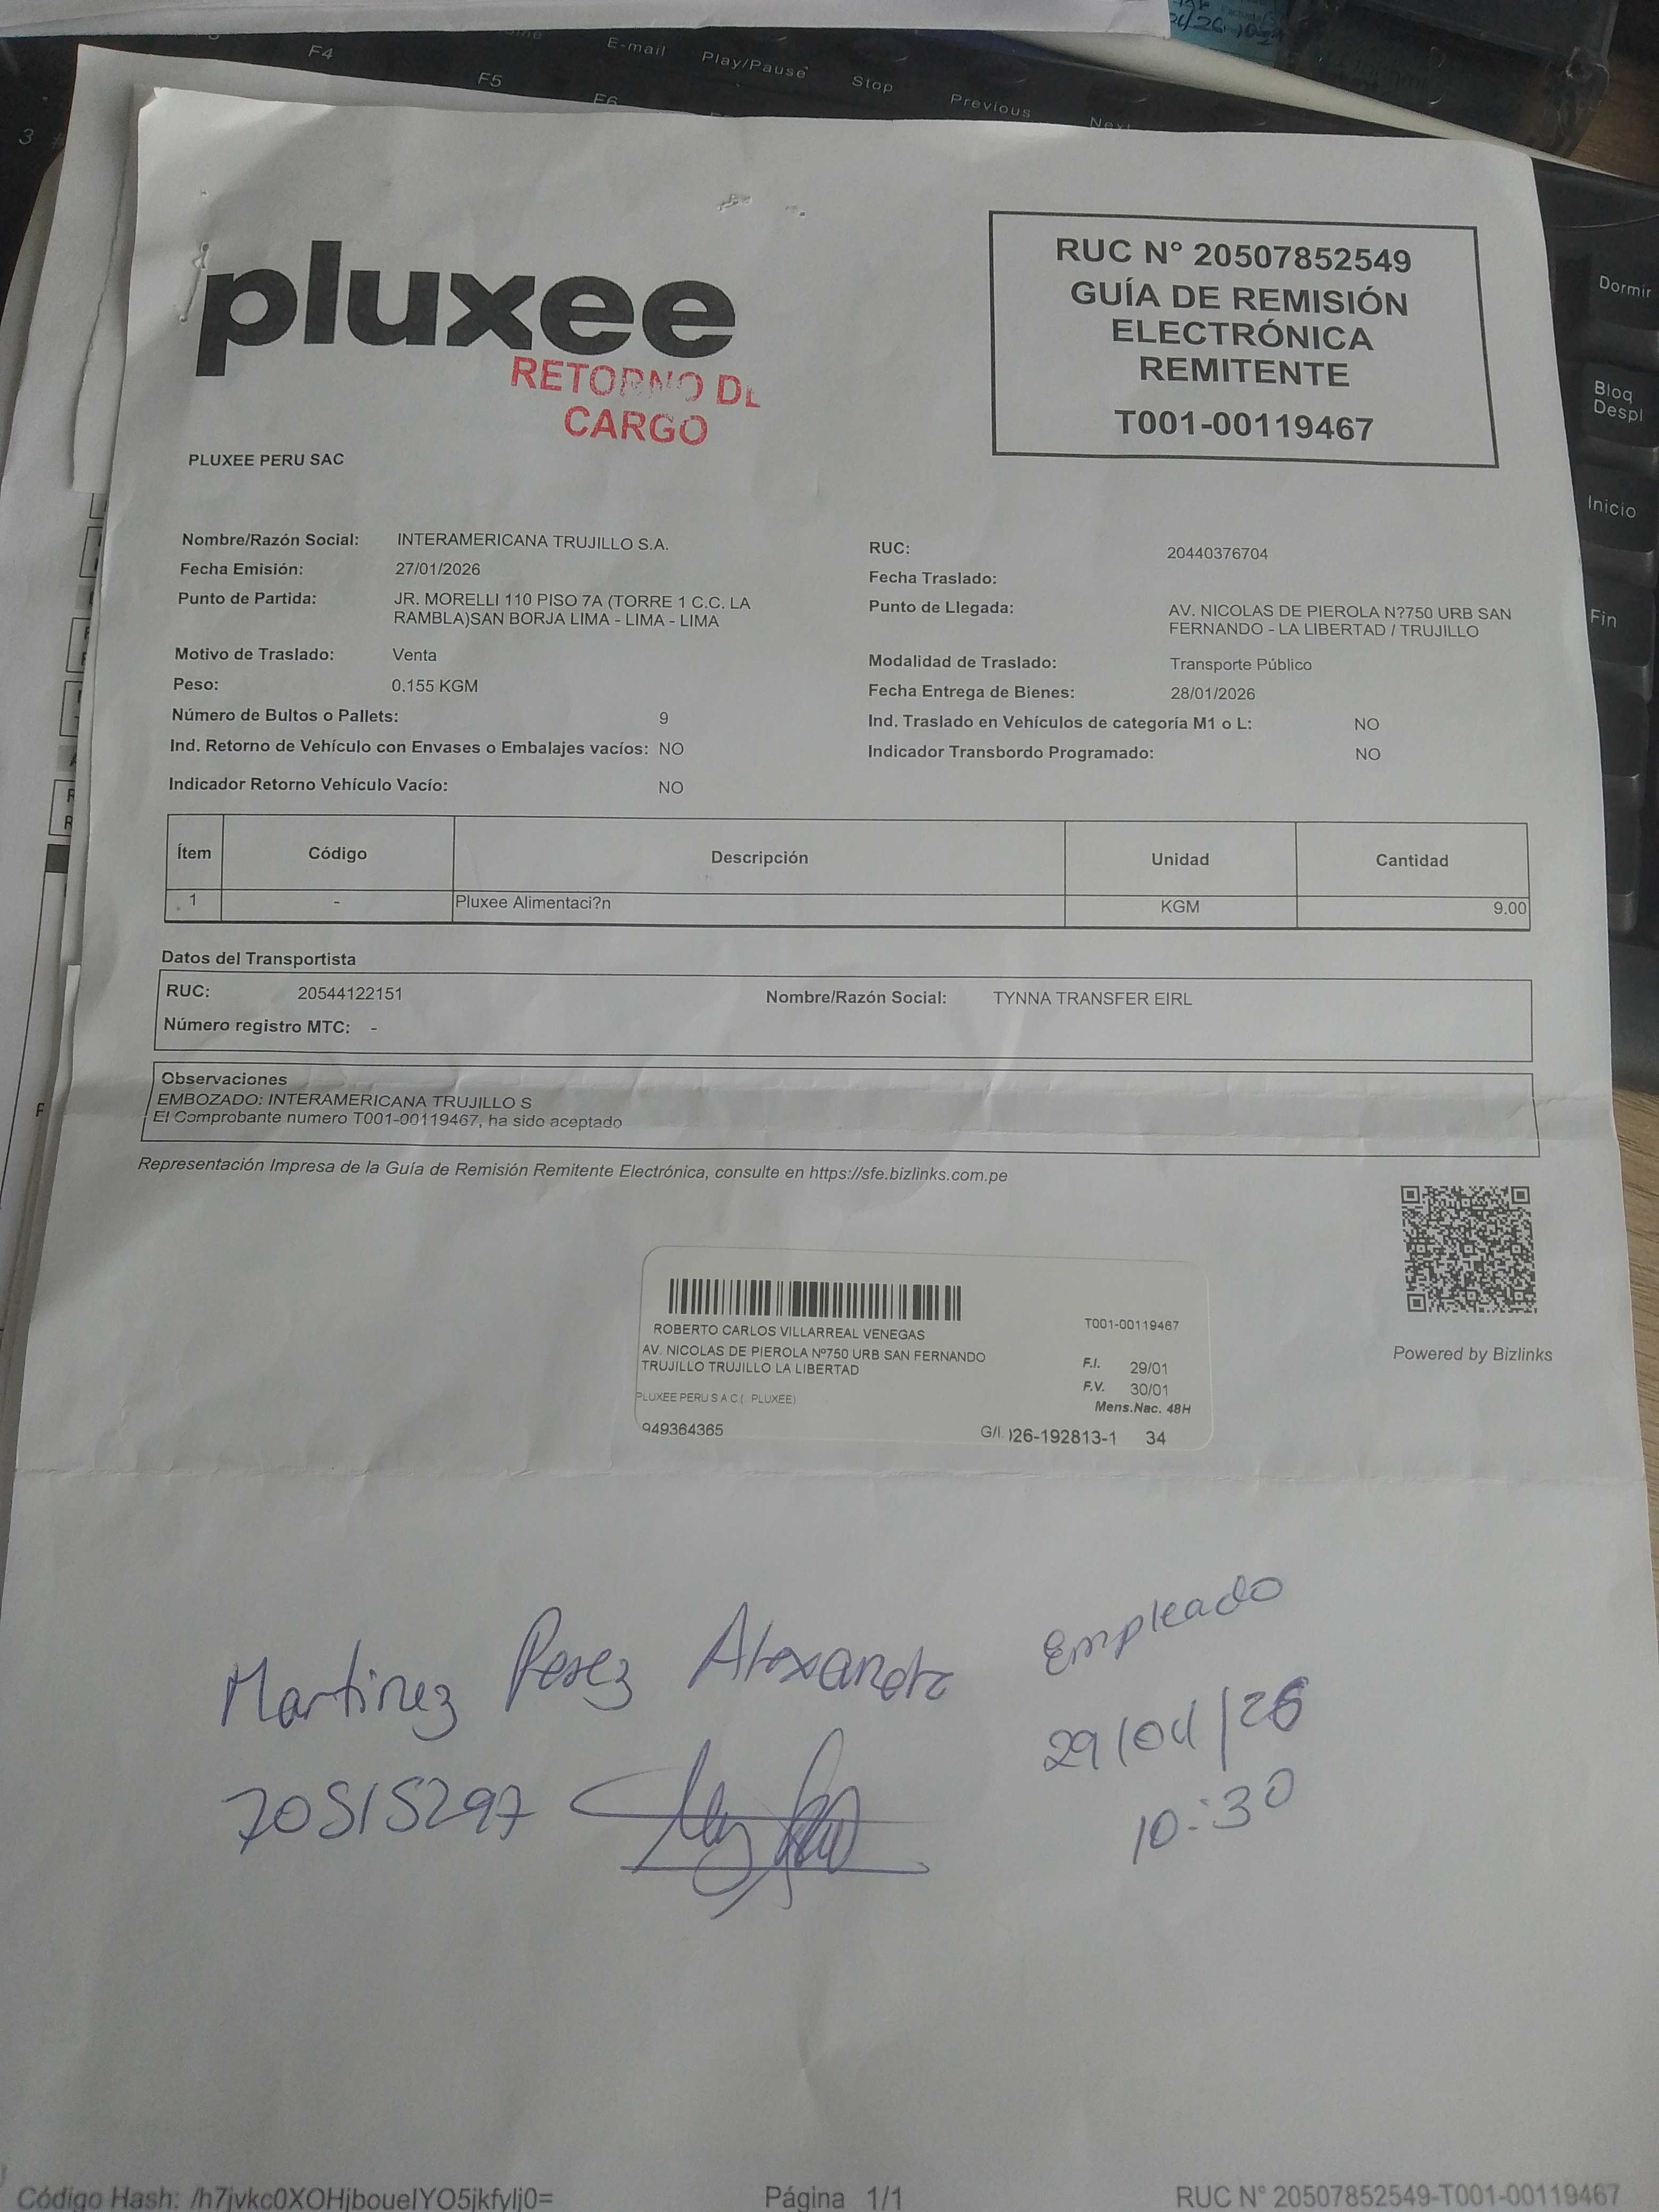 F4
F5
F6
E-mail
Play/Pause
Stop
Previous
3 #
Dormir
Bloq
Despl
Inicio
Fin
pluxee
RETORNO DE
CARGO
RUC N° 20507852549
GUÍA DE REMISIÓN
ELECTRÓNICA
REMITENTE
T001-00119467
PLUXEE PERU SAC
Nombre/Razón Social: INTERAMERICANA TRUJILLO S.A. RUC: 20440376704
Fecha Emisión: 27/01/2026 Fecha Traslado:
Punto de Partida: JR. MORELLI 110 PISO 7A (TORRE 1 C.C. LA Punto de Llegada: AV. NICOLAS DE PIEROLA N?750 URB SAN
RAMBLA)SAN BORJA LIMA - LIMA - LIMA FERNANDO - LA LIBERTAD / TRUJILLO
Motivo de Traslado: Venta Modalidad de Traslado: Transporte Público
Peso: 0.155 KGM Fecha Entrega de Bienes: 28/01/2026
Número de Bultos o Pallets: 9 Ind. Traslado en Vehículos de categoría M1 o L: NO
Ind. Retorno de Vehículo con Envases o Embalajes vacíos: NO Indicador Transbordo Programado: NO
Indicador Retorno Vehículo Vacío: NO
Ítem Código Descripción Unidad Cantidad
1 - Pluxee Alimentaci?n KGM 9.00
Datos del Transportista
RUC: 20544122151 Nombre/Razón Social: TYNNA TRANSFER EIRL
Número registro MTC: -
Observaciones
EMBOZADO: INTERAMERICANA TRUJILLO S
El Comprobante numero T001-00119467, ha sido aceptado
Representación Impresa de la Guía de Remisión Remitente Electrónica, consulte en https://sfe.bizlinks.com.pe
Powered by Bizlinks
ROBERTO CARLOS VILLARREAL VENEGAS T001-00119467
AV. NICOLAS DE PIEROLA Nº750 URB SAN FERNANDO
TRUJILLO TRUJILLO LA LIBERTAD F.I. 29/01
F.V. 30/01
PLUXEE PERU S A C ( PLUXEE) Mens.Nac. 48H
949364365 G/I. 26-192813-1 34
Martinez Perez Alexandra Empleado
70515297 29/01/26
10:30
Código Hash: /h7jvkc0XOHjbouelYO5jkfylj0= Página 1/1 RUC N° 20507852549-T001-00119467